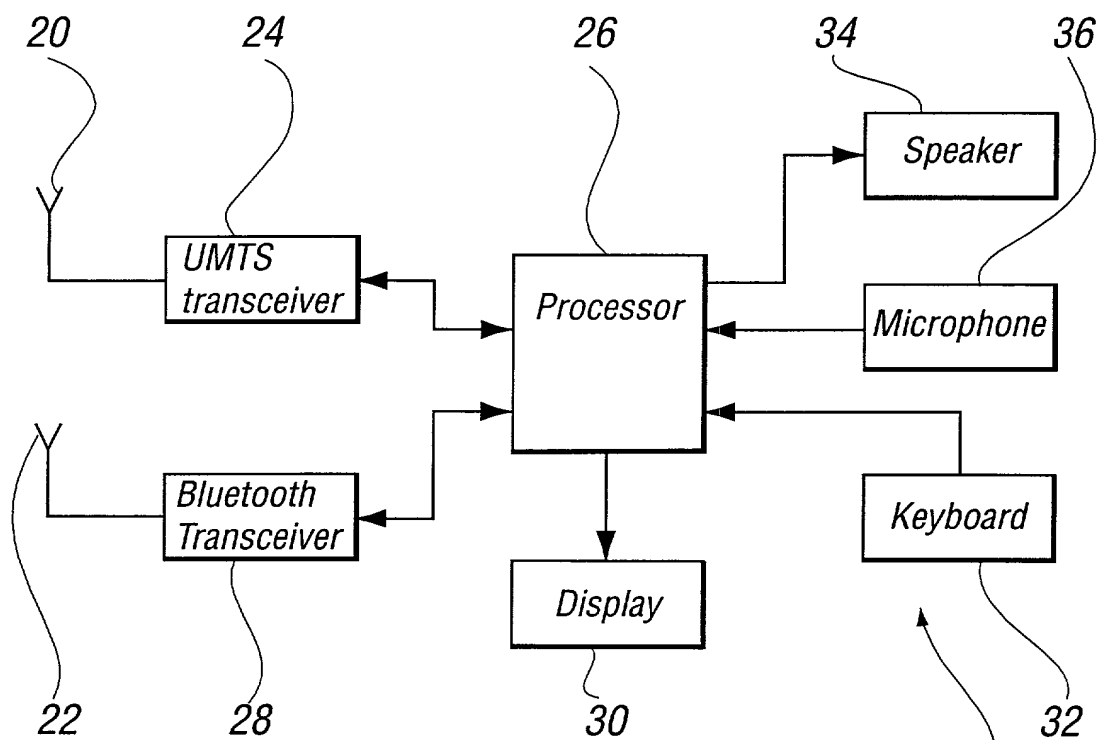 20
24
26
34
36
Speaker
UMTS
transceiver
Processor
Microphone
Bluetooth
Transceiver
Keyboard
Display
22
28
30
32